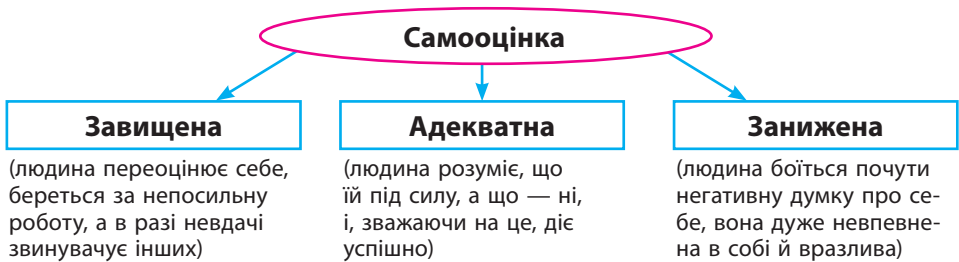 Самооцінка
Завищена
(людина переоцінює себе,
береться за непосильну
роботу, а в разі невдачі
звинувачує інших)
Адекватна
(людина розуміє, що
їй під силу, а що — ні,
і, зважаючи на це, діє
успішно)
Занижена
(людина боїться почути
негативну думку про се-
бе, вона дуже невпевне-
на в собі й вразлива)